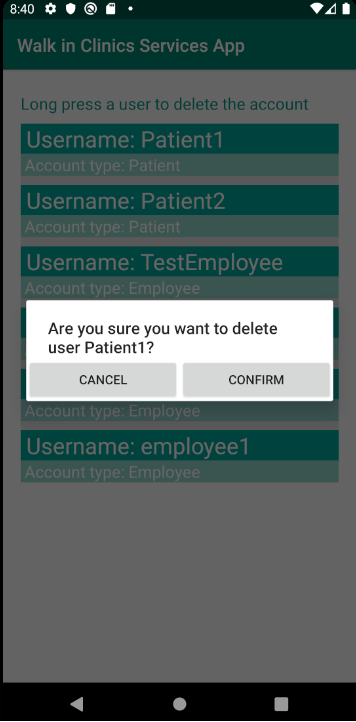 8:40
Walk in Clinics Services App
Long press a user to delete the account
Username: Patient1
Account type: Patient
Username: Patient2
Account type: Patient
Username: TestEmployee
Account type: Employee
Are you sure you want to delete
user Patient1?
CANCEL
CONFIRM
Account type: Employee
Username: employee1
Account type: Employee